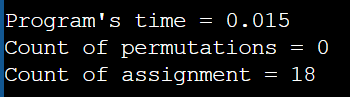 Program's time = 0.015
Count of permutations = 0
Count of assignment = 18